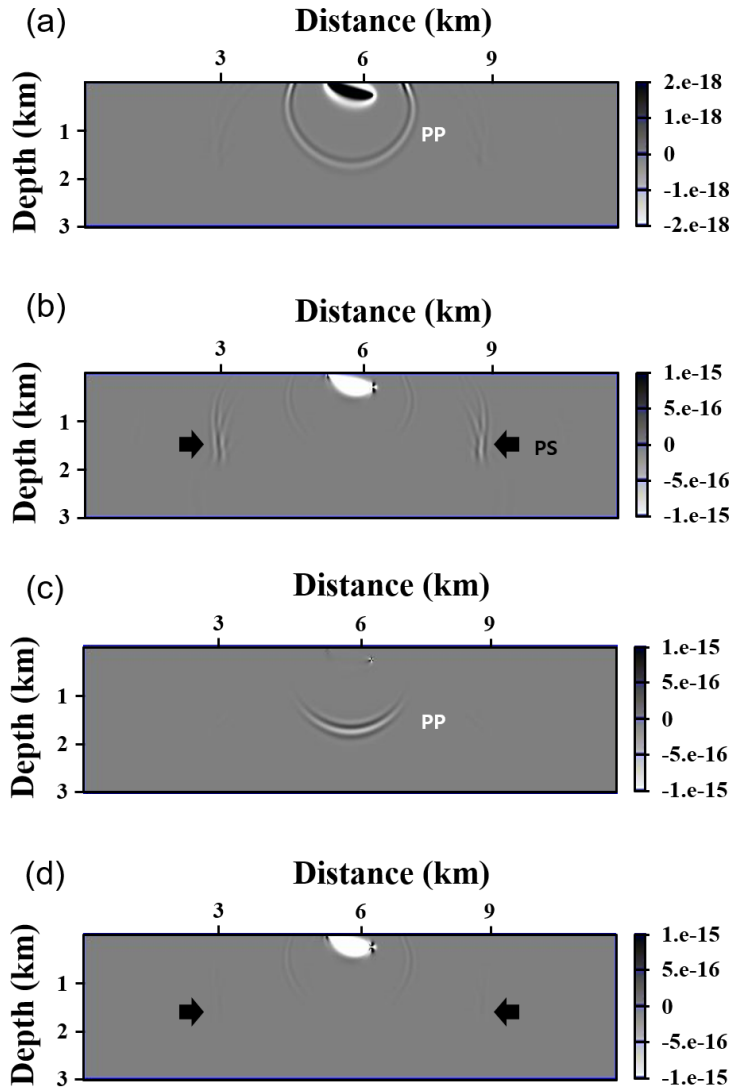 (a)
Distance (km)
3 6 9
Depth (km)
1
2
3
PP
2.e-18
1.e-18
0
-1.e-18
-2.e-18
(b)
Distance (km)
3 6 9
Depth (km)
1
2
3
PS
1.e-15
5.e-16
0
-5.e-16
-1.e-15
(c)
Distance (km)
3 6 9
Depth (km)
1
2
3
PP
1.e-15
5.e-16
0
-5.e-16
-1.e-15
(d)
Distance (km)
3 6 9
Depth (km)
1
2
3
1.e-15
5.e-16
0
-5.e-16
-1.e-15